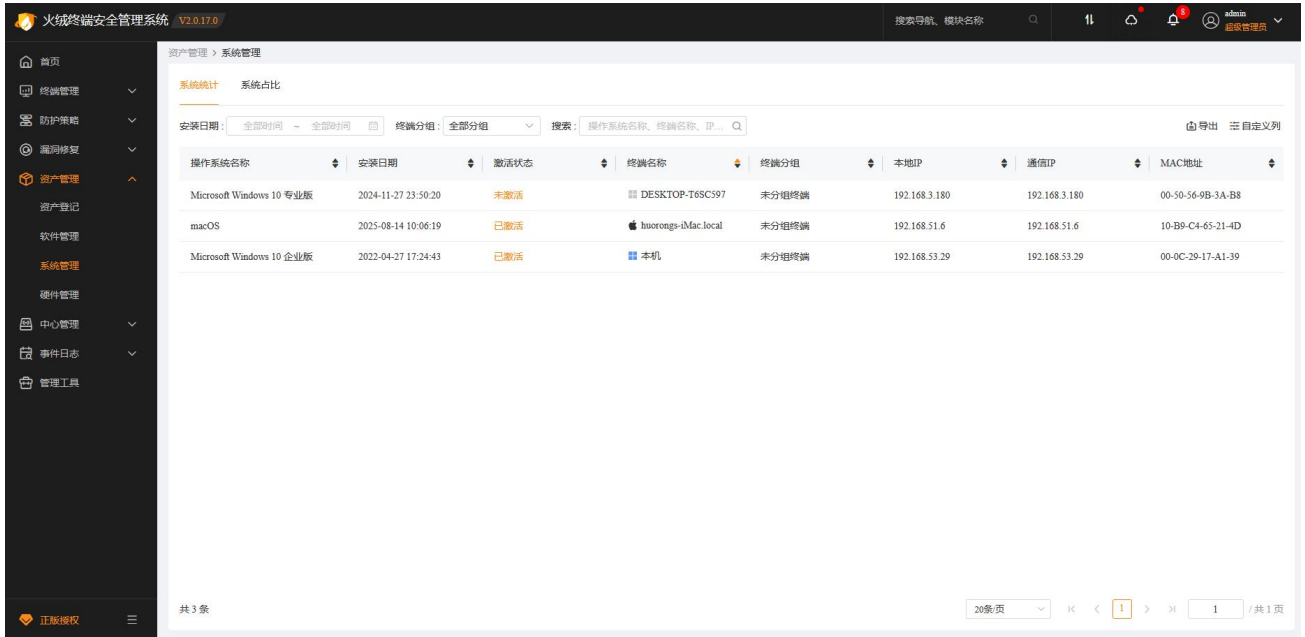 火绒终端安全管理系统 V2.0.17.0 搜索导航、模块名称 8 admin
超级管理员
首页
终端管理
防护策略
漏洞修复
资产管理
资产登记
软件管理
系统管理
硬件管理
中心管理
事件日志
管理工具
正版授权
资产管理 > 系统管理
系统统计 系统占比
安装日期: 全部时间 ~ 全部时间 终端分组: 全部分组 搜索: 操作系统名称、终端名称、IP... 导出 自定义列
操作系统名称 安装日期 激活状态 终端名称 终端分组 本地IP 通信IP MAC地址
Microsoft Windows 10 专业版 2024-11-27 23:50:20 未激活 DESKTOP-T6SC597 未分组终端 192.168.3.180 192.168.3.180 00-50-56-9B-3A-B8
macOS 2025-08-14 10:06:19 已激活 huorongs-iMac.local 未分组终端 192.168.51.6 192.168.51.6 10-B9-C4-65-21-4D
Microsoft Windows 10 企业版 2022-04-27 17:24:43 已激活 本机 未分组终端 192.168.53.29 192.168.53.29 00-0C-29-17-A1-39
共 3 条 20条/页 1 1 / 共 1 页